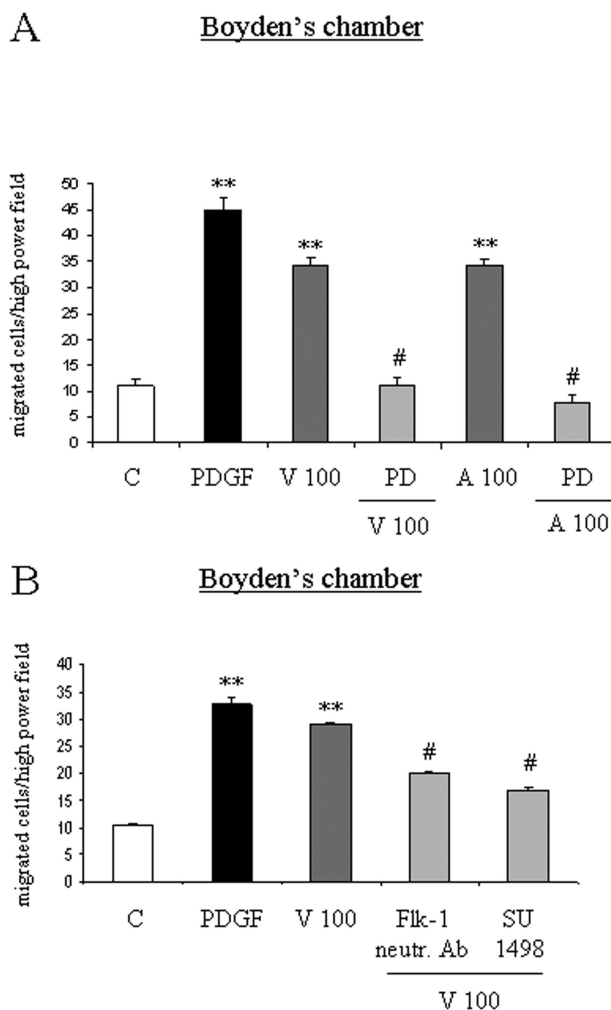 A
Boyden's chamber
migrated cells/high power field
50
45
40
35
30
25
20
15
10
5
0
**
**
#
**
#
C PDGF V 100 PD A 100 PD
V 100 A 100
B
Boyden's chamber
migrated cells/high power field
40
35
30
25
20
15
10
5
0
**
**
#
#
C PDGF V 100 Flk-1 SU
neutr. Ab 1498
V 100